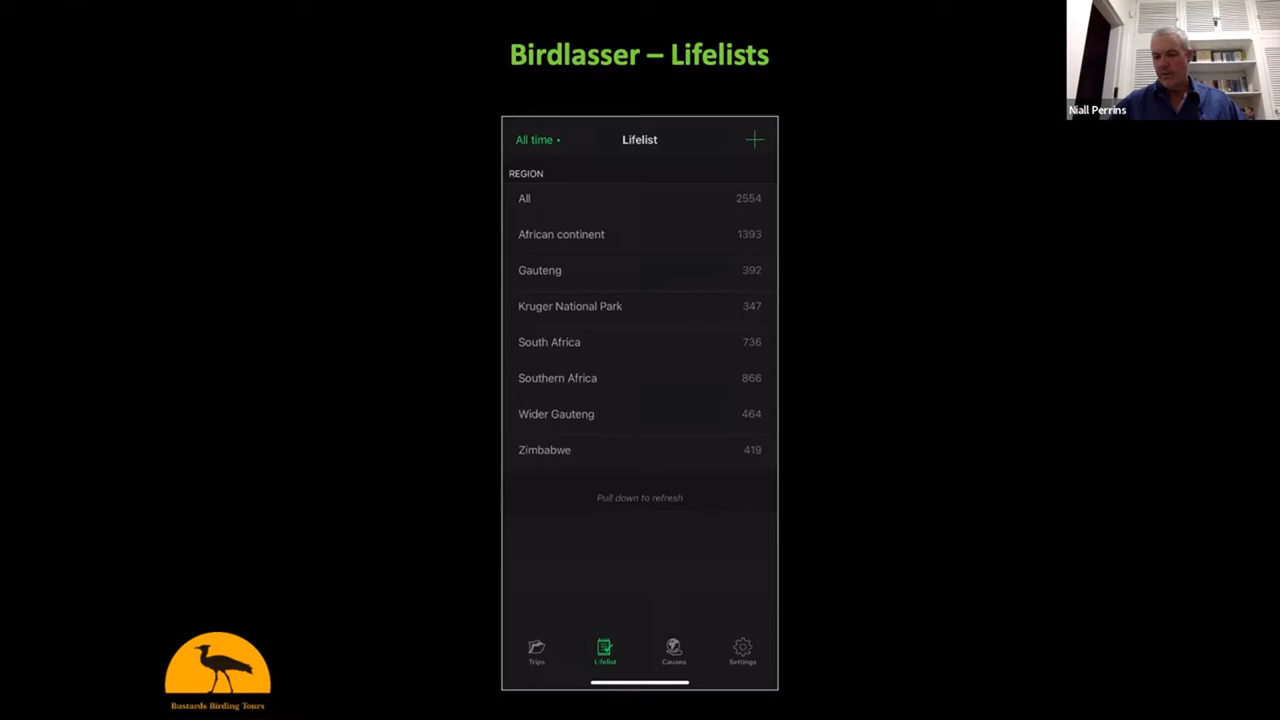 Birdlasser – Lifelists
Niall Perrins
All time •
Lifelist
REGION
All 2554
African continent 1393
Gauteng 392
Kruger National Park 347
South Africa 736
Southern Africa 866
Wider Gauteng 464
Zimbabwe 419
Pull down to refresh
Trips Lifelist Causes Settings
Bustards Birding Tours